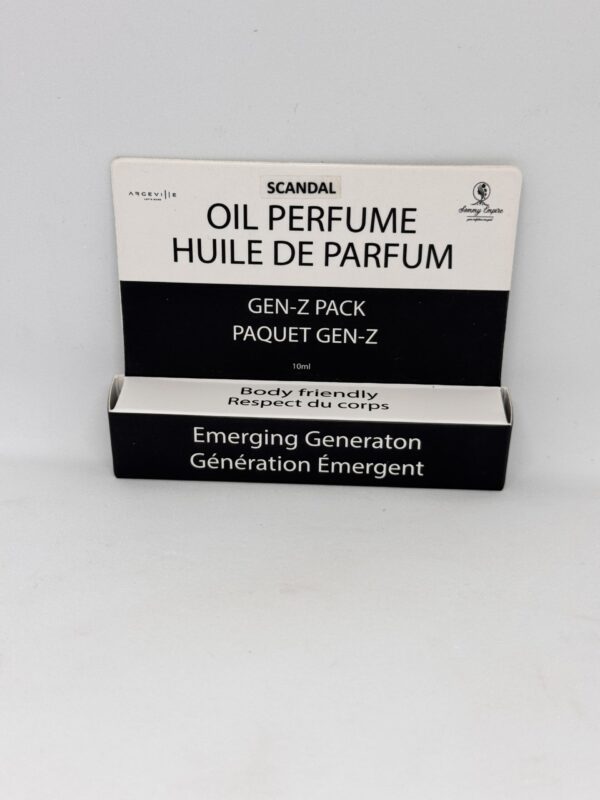 ARGEVILLE
SCANDAL
OIL PERFUME
HUILE DE PARFUM
GEN-Z PACK
PAQUET GEN-Z
10ml
Body friendly
Respect du corps
Emerging Generaton
Génération Émergent